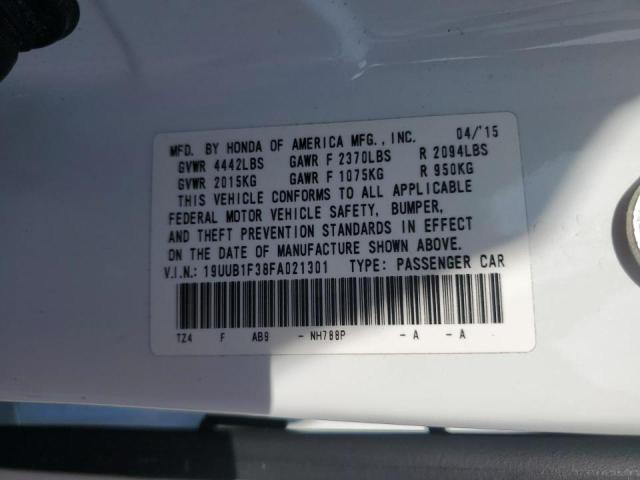 MFD. BY HONDA OF AMERICA MFG., INC. 04/'15
GVWR 4442LBS GAWR F 2370LBS R 2094LBS
GVWR 2015KG GAWR F 1075KG R 950KG
THIS VEHICLE CONFORMS TO ALL APPLICABLE
FEDERAL MOTOR VEHICLE SAFETY, BUMPER,
AND THEFT PREVENTION STANDARDS IN EFFECT
ON THE DATE OF MANUFACTURE SHOWN ABOVE.
V.I.N.: 19UUB1F38FA021301 TYPE: PASSENGER CAR
TZ4 F AB9 - NH788P - A - A